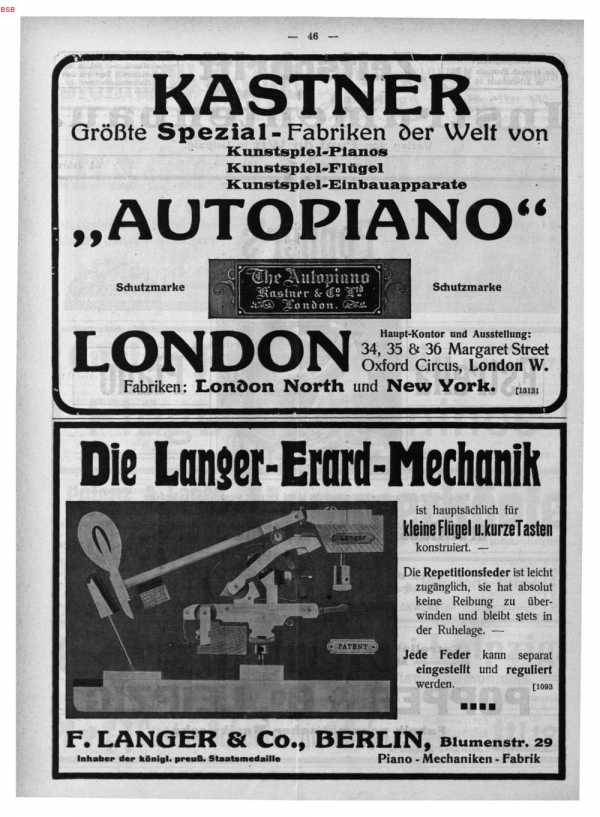 BSB
— 46 —
KASTNER
Größte Spezial-Fabriken der Welt von
Kunstspiel-Pianos
Kunstspiel-Flügel
Kunstspiel-Einbauapparate
„AUTOPIANO“
Schutzmarke
The Autopiano
Kastner & Co Ltd
London.
Schutzmarke
LONDON
Haupt-Kontor und Ausstellung:
34, 35 & 36 Margaret Street
Oxford Circus, London W.
Fabriken: London North und New York.
[1313]
Die Langer-Erard-Mechanik
ist hauptsächlich für
kleine Flügel u. kurze Tasten
konstruiert. —
Die Repetitionsfeder ist leicht
zugänglich, sie hat absolut
keine Reibung zu über-
winden und bleibt stets in
der Ruhelage. —
Jede Feder kann separat
eingestellt und reguliert
werden. [1093
PATENT
F. LANGER & Co., BERLIN, Blumenstr. 29
Inhaber der königl. preuß. Staatsmedaille
Piano-Mechaniken-Fabrik